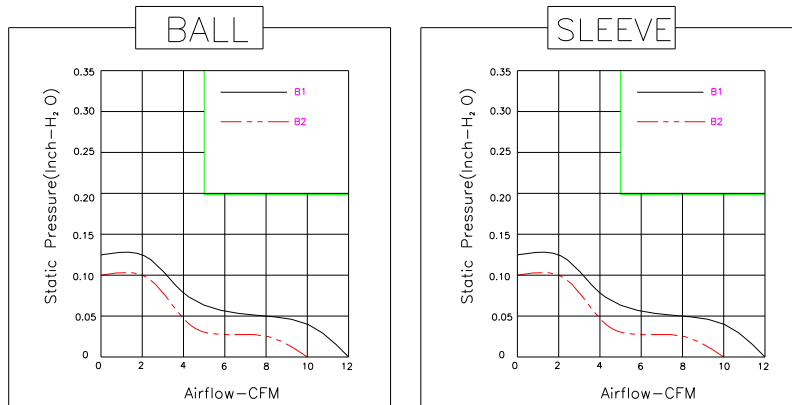 BALL
Static Pressure(Inch-H₂O)
0.35
0.30
0.25
0.20
0.15
0.10
0.05
0
0 2 4 6 8 10 12
Airflow-CFM
B1
B2
SLEEVE
Static Pressure(Inch-H₂O)
0.35
0.30
0.25
0.20
0.15
0.10
0.05
0
0 2 4 6 8 10 12
Airflow-CFM
B1
B2